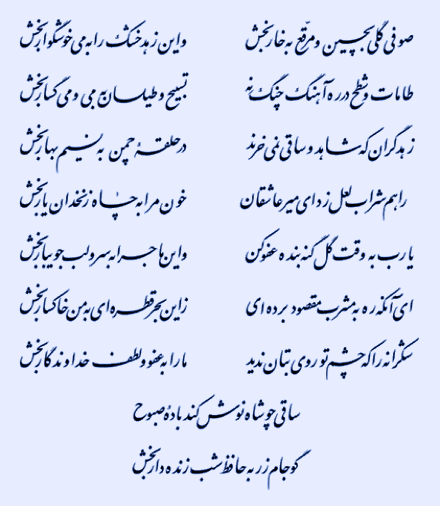 صوفی گلی بچین و مرقع به خار بخش
واین زهد خشک را به می خوشگوار بخش
طامات و شطح در ره آهنگ چنگ نه
تسبیح و طیلسان به می و می گسار بخش
زهد گران که شاهد و ساقی نمی‌خرند
در حلقهٔ چمن به نسیم بهار بخش
راهم شراب لعل زد ای میر عاشقان
خون مرا به چاه زنخدان یار بخش
یا رب به وقت گل گنه بنده عفو کن
واین ماجرا به سرو لب جویبار بخش
ای آنکه ره به مشرب مقصود برده‌ای
زاین بحر قطره‌ای به من خاکسار بخش
شکرانه را که چشم تو روی بتان ندید
ما را به عفو و لطف خداوندگار بخش
ساقی چو شاه نوش کند بادهٔ صبوح
گو جام زر به حافظ شب زنده‌دار بخش